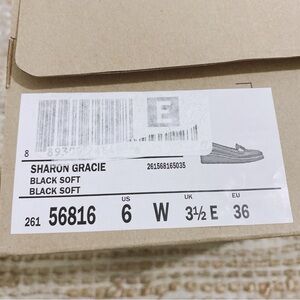 E
SHARON GRACIE 261568165035
BLACK SOFT
BLACK SOFT
US UK EU
261 56816 6 W 3½ E 36